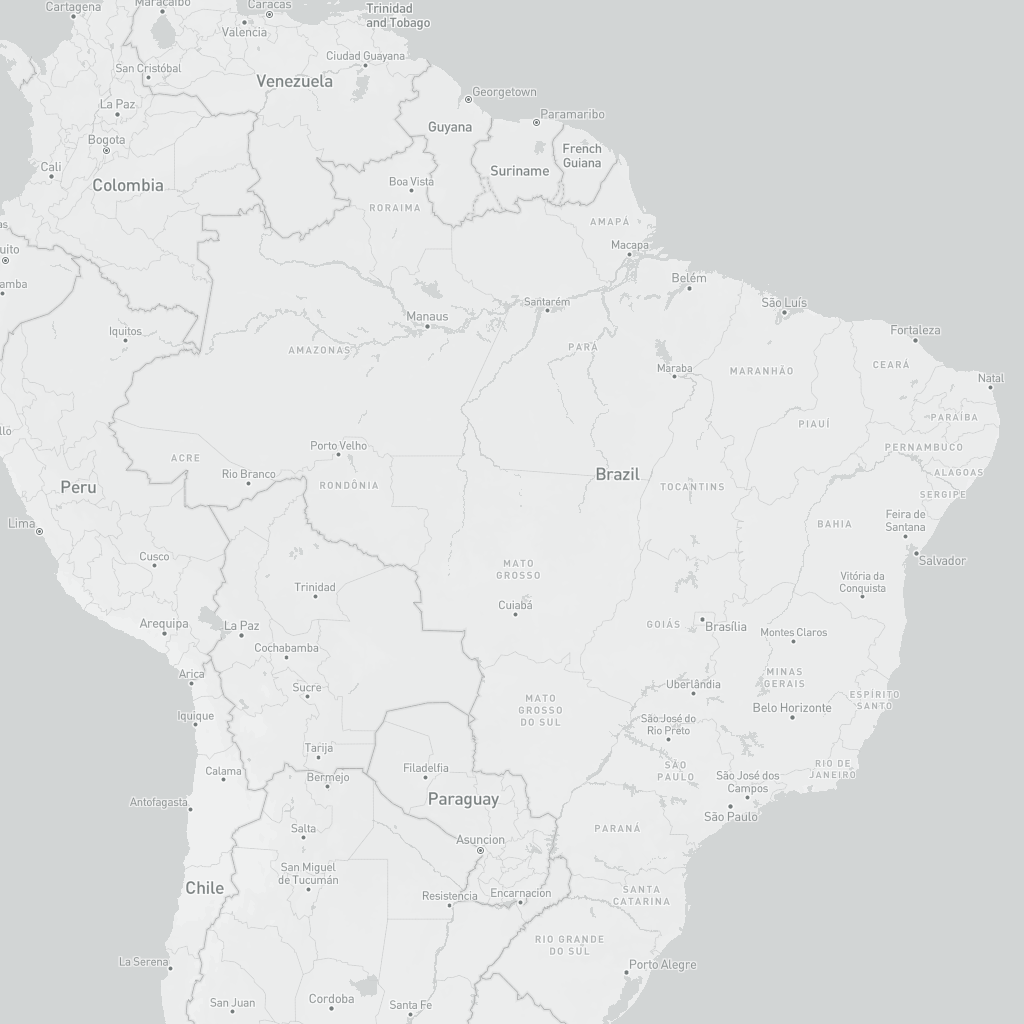 Cartagena
Maracaibo
Caracas
Trinidad
and Tobago
Valencia
Ciudad Guayana
San Cristóbal
Venezuela
Georgetown
La Paz
Paramaribo
Guyana
Bogota
French
Guiana
Cali
Suriname
Colombia
Boa Vista
RORAIMA
AMAPÁ
Macapa
uito
Belém
amba
Santarém
São Luís
Manaus
Iquitos
Fortaleza
AMAZONAS
PARÁ
Maraba
MARANHÃO
CEARÁ
Natal
PARAÍBA
PIAUÍ
lló
Porto Velho
PERNAMBUCO
ACRE
Rio Branco
Brazil
ALAGOAS
Peru
RONDÔNIA
TOCANTINS
SERGIPE
Lima
Feira de
Santana
BAHIA
Cusco
Salvador
MATO
GROSSO
Trinidad
Vitória da
Conquista
Cuiabá
Arequipa
La Paz
GOIÁS
Brasília
Montes Claros
Cochabamba
Arica
Sucre
MINAS
GERAIS
Uberlândia
MATO
GROSSO
DO SUL
ESPÍRITO
SANTO
Belo Horizonte
Iquique
São José do
Rio Preto
Tarija
Filadelfia
Calama
Bermejo
SÃO
PAULO
RIO DE
JANEIRO
São José dos
Campos
Antofagasta
Paraguay
São Paulo
Salta
PARANÁ
Asuncion
San Miguel
de Tucumán
Chile
Resistencia
Encarnacion
SANTA
CATARINA
RIO GRANDE
DO SUL
La Serena
Porto Alegre
San Juan
Cordoba
Santa Fe